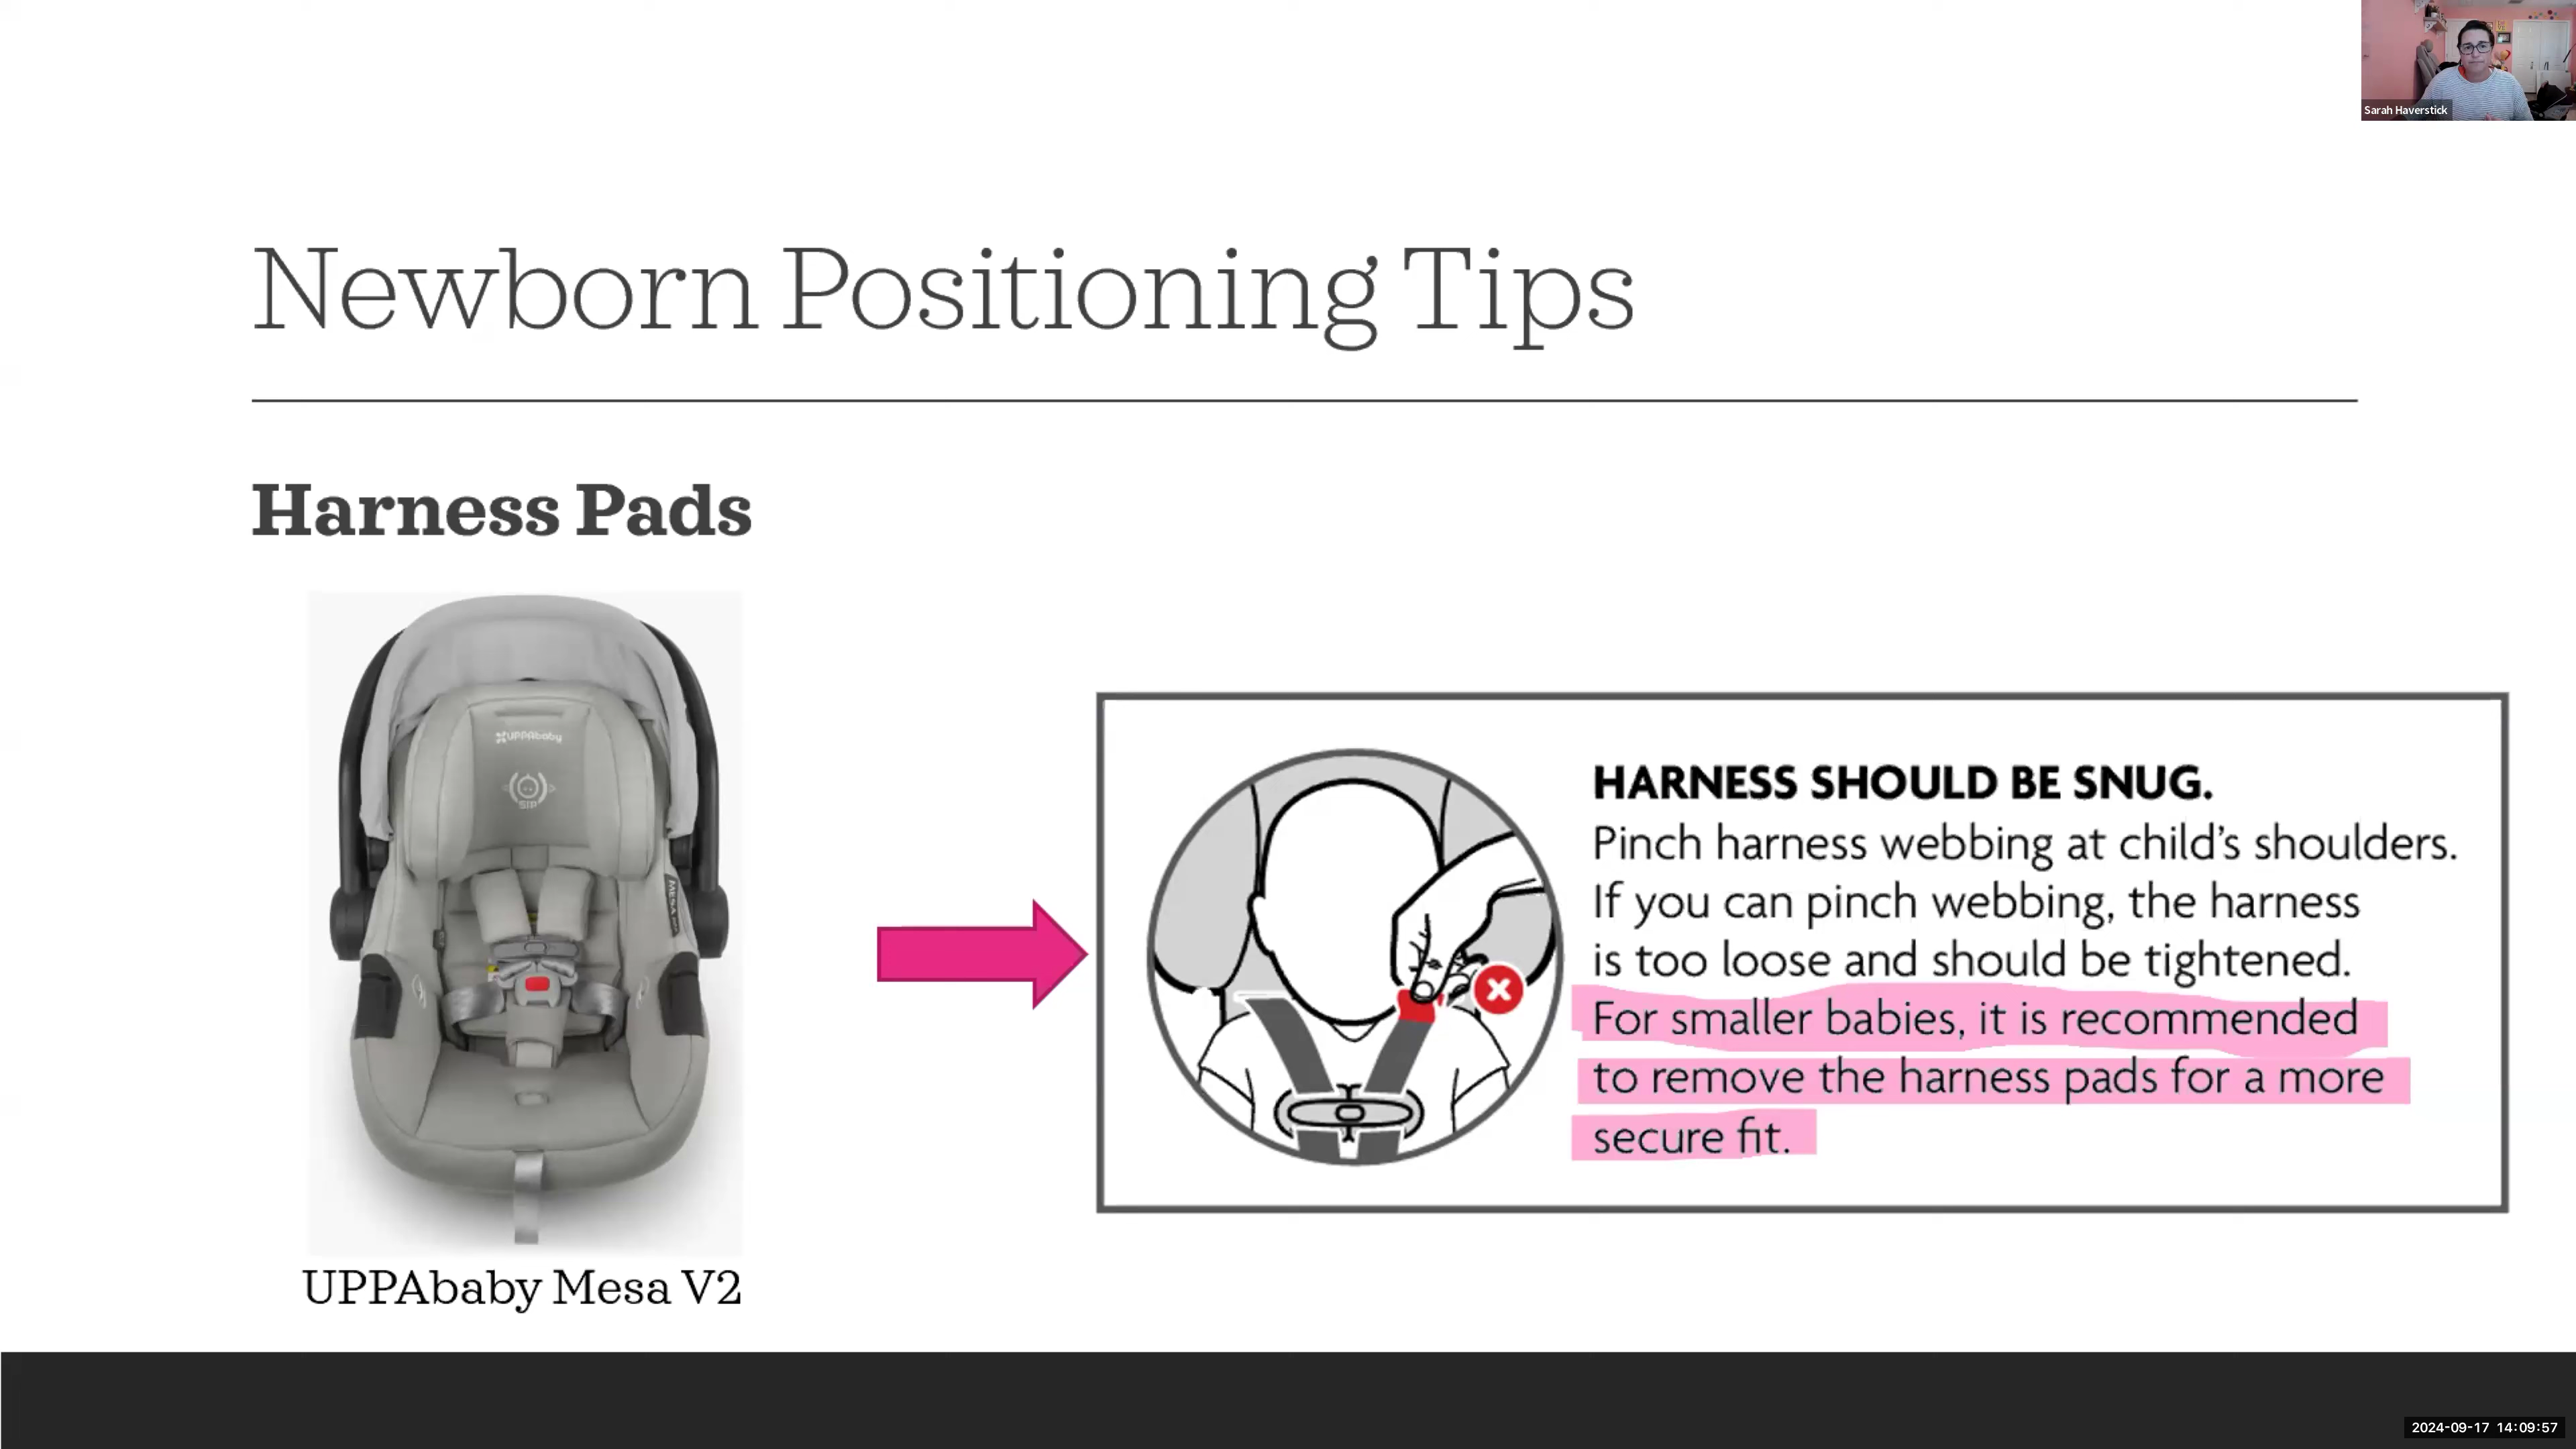 Sarah Haverstick
Newborn Positioning Tips
Harness Pads
UPPAbaby
SIP
MESA
UPPAbaby Mesa V2
HARNESS SHOULD BE SNUG.
Pinch harness webbing at child's shoulders.
If you can pinch webbing, the harness
is too loose and should be tightened.
For smaller babies, it is recommended
to remove the harness pads for a more
secure fit.
2024-09-17 14:09:57